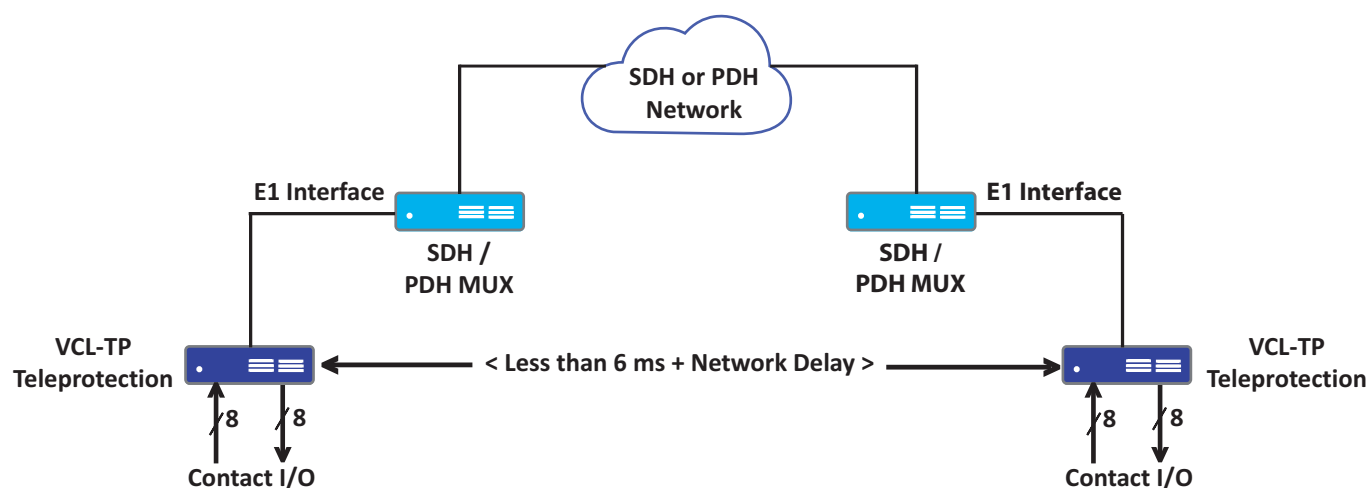 SDH or PDH
Network
E1 Interface
E1 Interface
SDH /
PDH MUX
SDH /
PDH MUX
VCL-TP
Teleprotection
< Less than 6 ms + Network Delay >
VCL-TP
Teleprotection
8
8
8
8
Contact I/O
Contact I/O